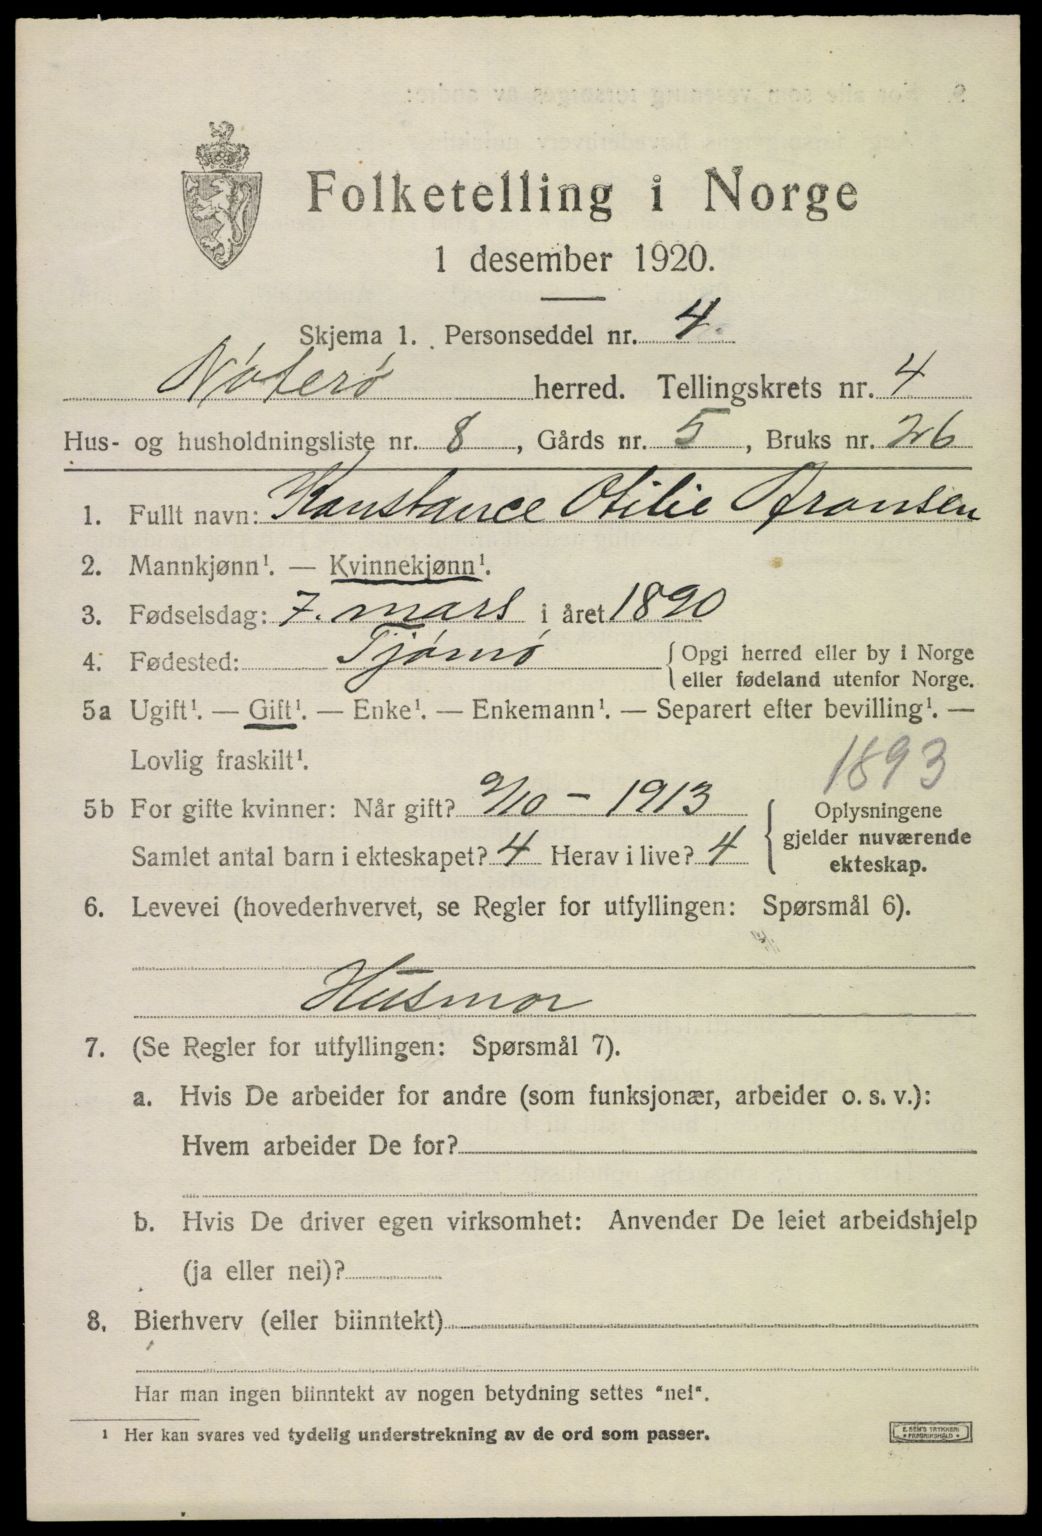 Folketelling i Norge
1 desember 1920.
Skjema 1. Personseddel nr. 4.
Nøterø herred. Tellingskrets nr. 4
Hus- og husholdningsliste nr. 8, Gårds nr. 5, Bruks nr. 26
1. Fullt navn: Konstance Otilie Aronsen
2. Mannkjønn¹. — Kvinnekjønn¹.
3. Fødselsdag: 7. mars i året 1890
4. Fødested: Tjømø {Opgi herred eller by i Norge
eller fødeland utenfor Norge.
5a Ugift¹. — Gift¹. — Enke¹. — Enkemann¹. — Separert efter bevilling¹. —
Lovlig fraskilt¹.
1893
5b For gifte kvinner: Når gift? 9/10 - 1913
Samlet antal barn i ekteskapet? 4 Herav i live? 4
{Oplysningene
gjelder nuværende
ekteskap.
6. Levevei (hovederhvervet, se Regler for utfyllingen: Spørsmål 6).
Husmor
7. (Se Regler for utfyllingen: Spørsmål 7).
a. Hvis De arbeider for andre (som funksjonær, arbeider o. s. v.):
Hvem arbeider De for?
b. Hvis De driver egen virksomhet: Anvender De leiet arbeidshjelp
(ja eller nei)?
8. Bierhverv (eller biinntekt)
Har man ingen biinntekt av nogen betydning settes "nei".
¹ Her kan svares ved tydelig understrekning av de ord som passer.